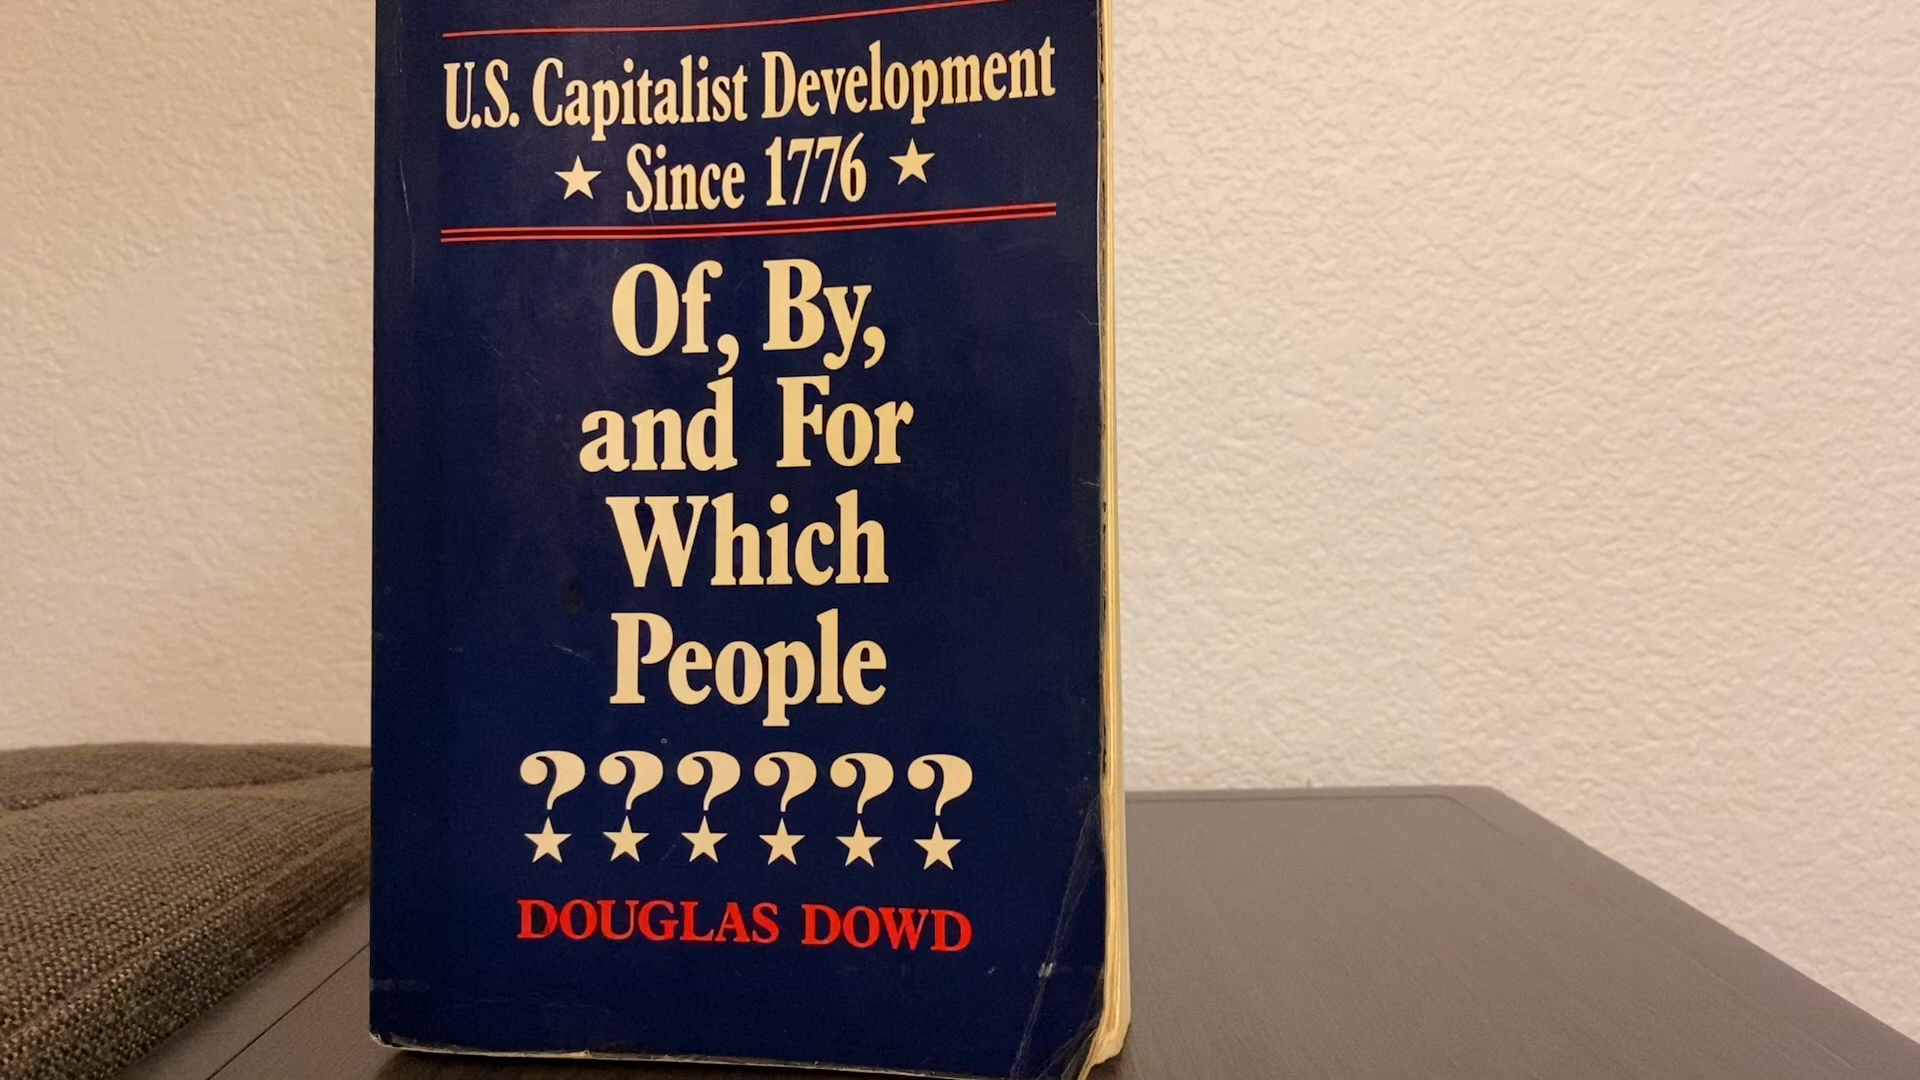 U.S. Capitalist Development
★ Since 1776 ★
Of, By,
and For
Which
People
??????
DOUGLAS DOWD